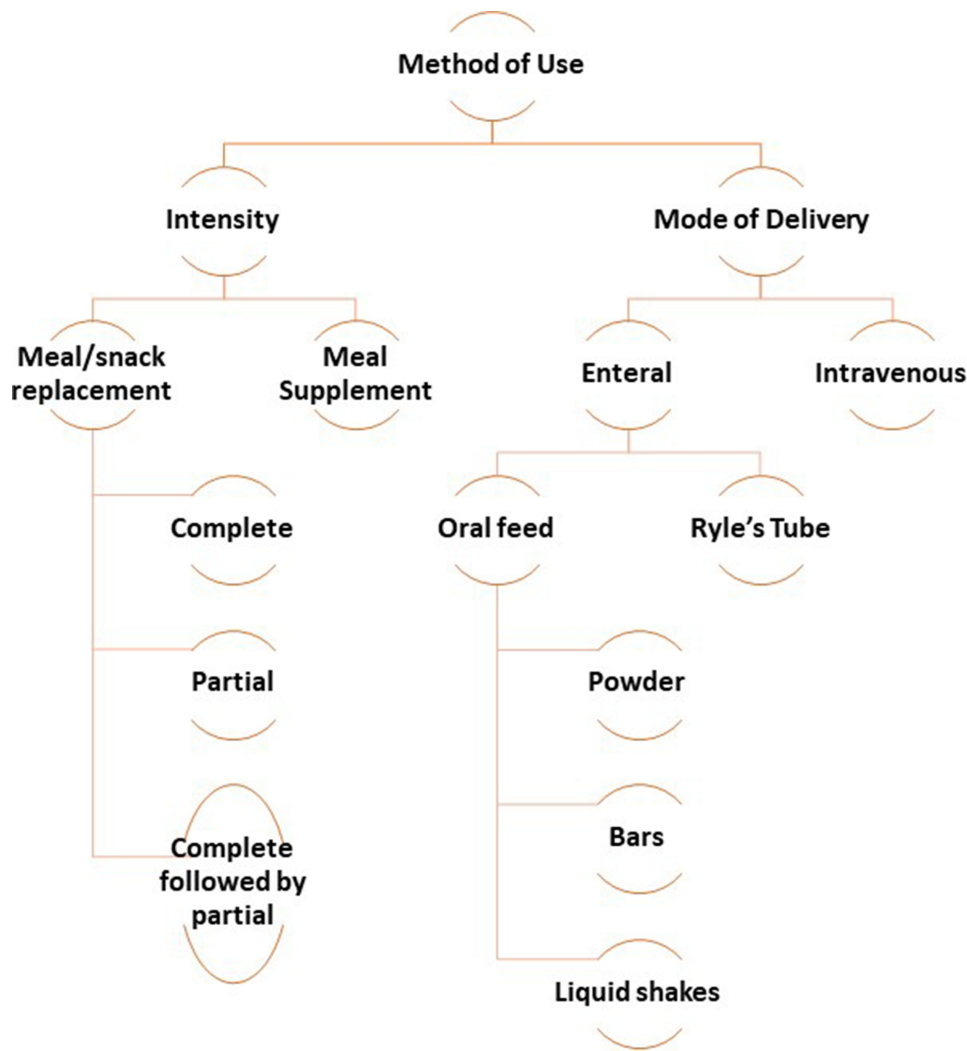 Method of Use
Intensity
Mode of Delivery
Meal/snack
replacement
Meal
Supplement
Enteral
Intravenous
Complete
Oral feed
Ryle’s Tube
Partial
Powder
Complete
followed by
partial
Bars
Liquid shakes